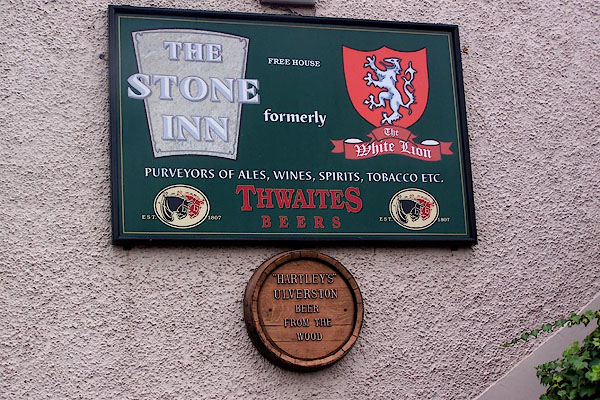 THE
STONE
INN
FREE HOUSE
formerly
The
White Lion
PURVEYORS OF ALES, WINES, SPIRITS, TOBACCO ETC.
THWAITES
BEERS
EST 1807
EST 1807
"HARTLEY'S"
ULVERSTON
BEER
FROM THE
WOOD